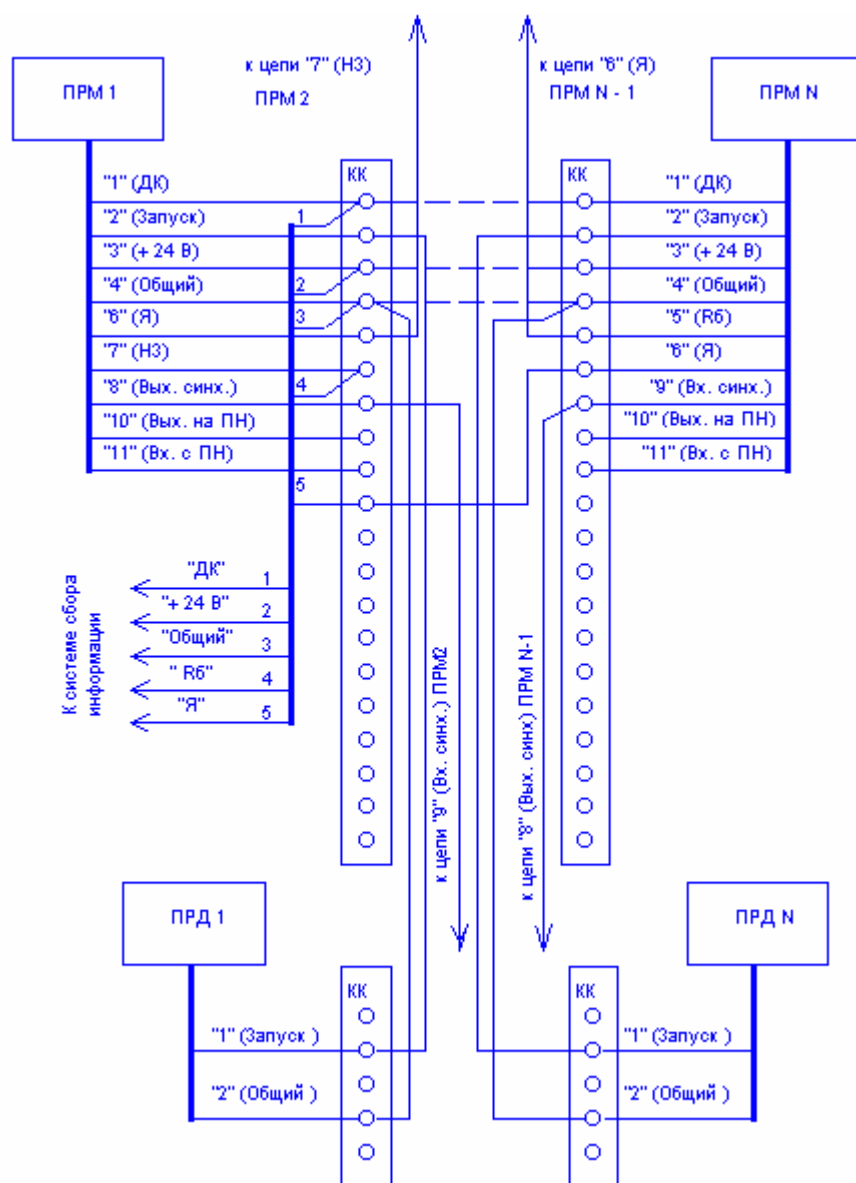 к цепи "7" (НЗ)
ПРМ 2
к цепи "6" (Я)
ПРМ N - 1
ПРМ 1
ПРМ N
КК
КК
"1" (ДК)
"2" (Запуск)
"3" (+ 24 В)
"4" (Общий)
"6" (Я)
"7" (НЗ)
"8" (Вых. синх.)
"10" (Вых. на ПН)
"11" (Вх. с ПН)
1
2
3
4
5
"1" (ДК)
"2" (Запуск)
"3" (+ 24 В)
"4" (Общий)
"5" (Rб)
"6" (Я)
"9" (Вх. синх.)
"10" (Вых. на ПН)
"11" (Вх. с ПН)
К системе сбора
информации
"ДК" 1
"+ 24 В" 2
"Общий" 3
" Rб" 4
"Я" 5
к цепи "9" (Вх. синх.) ПРМ2
к цепи "8" (Вых. синх) ПРМ N-1
ПРД 1
ПРД N
КК
КК
"1" (Запуск )
"2" (Общий )
"1" (Запуск )
"2" (Общий )